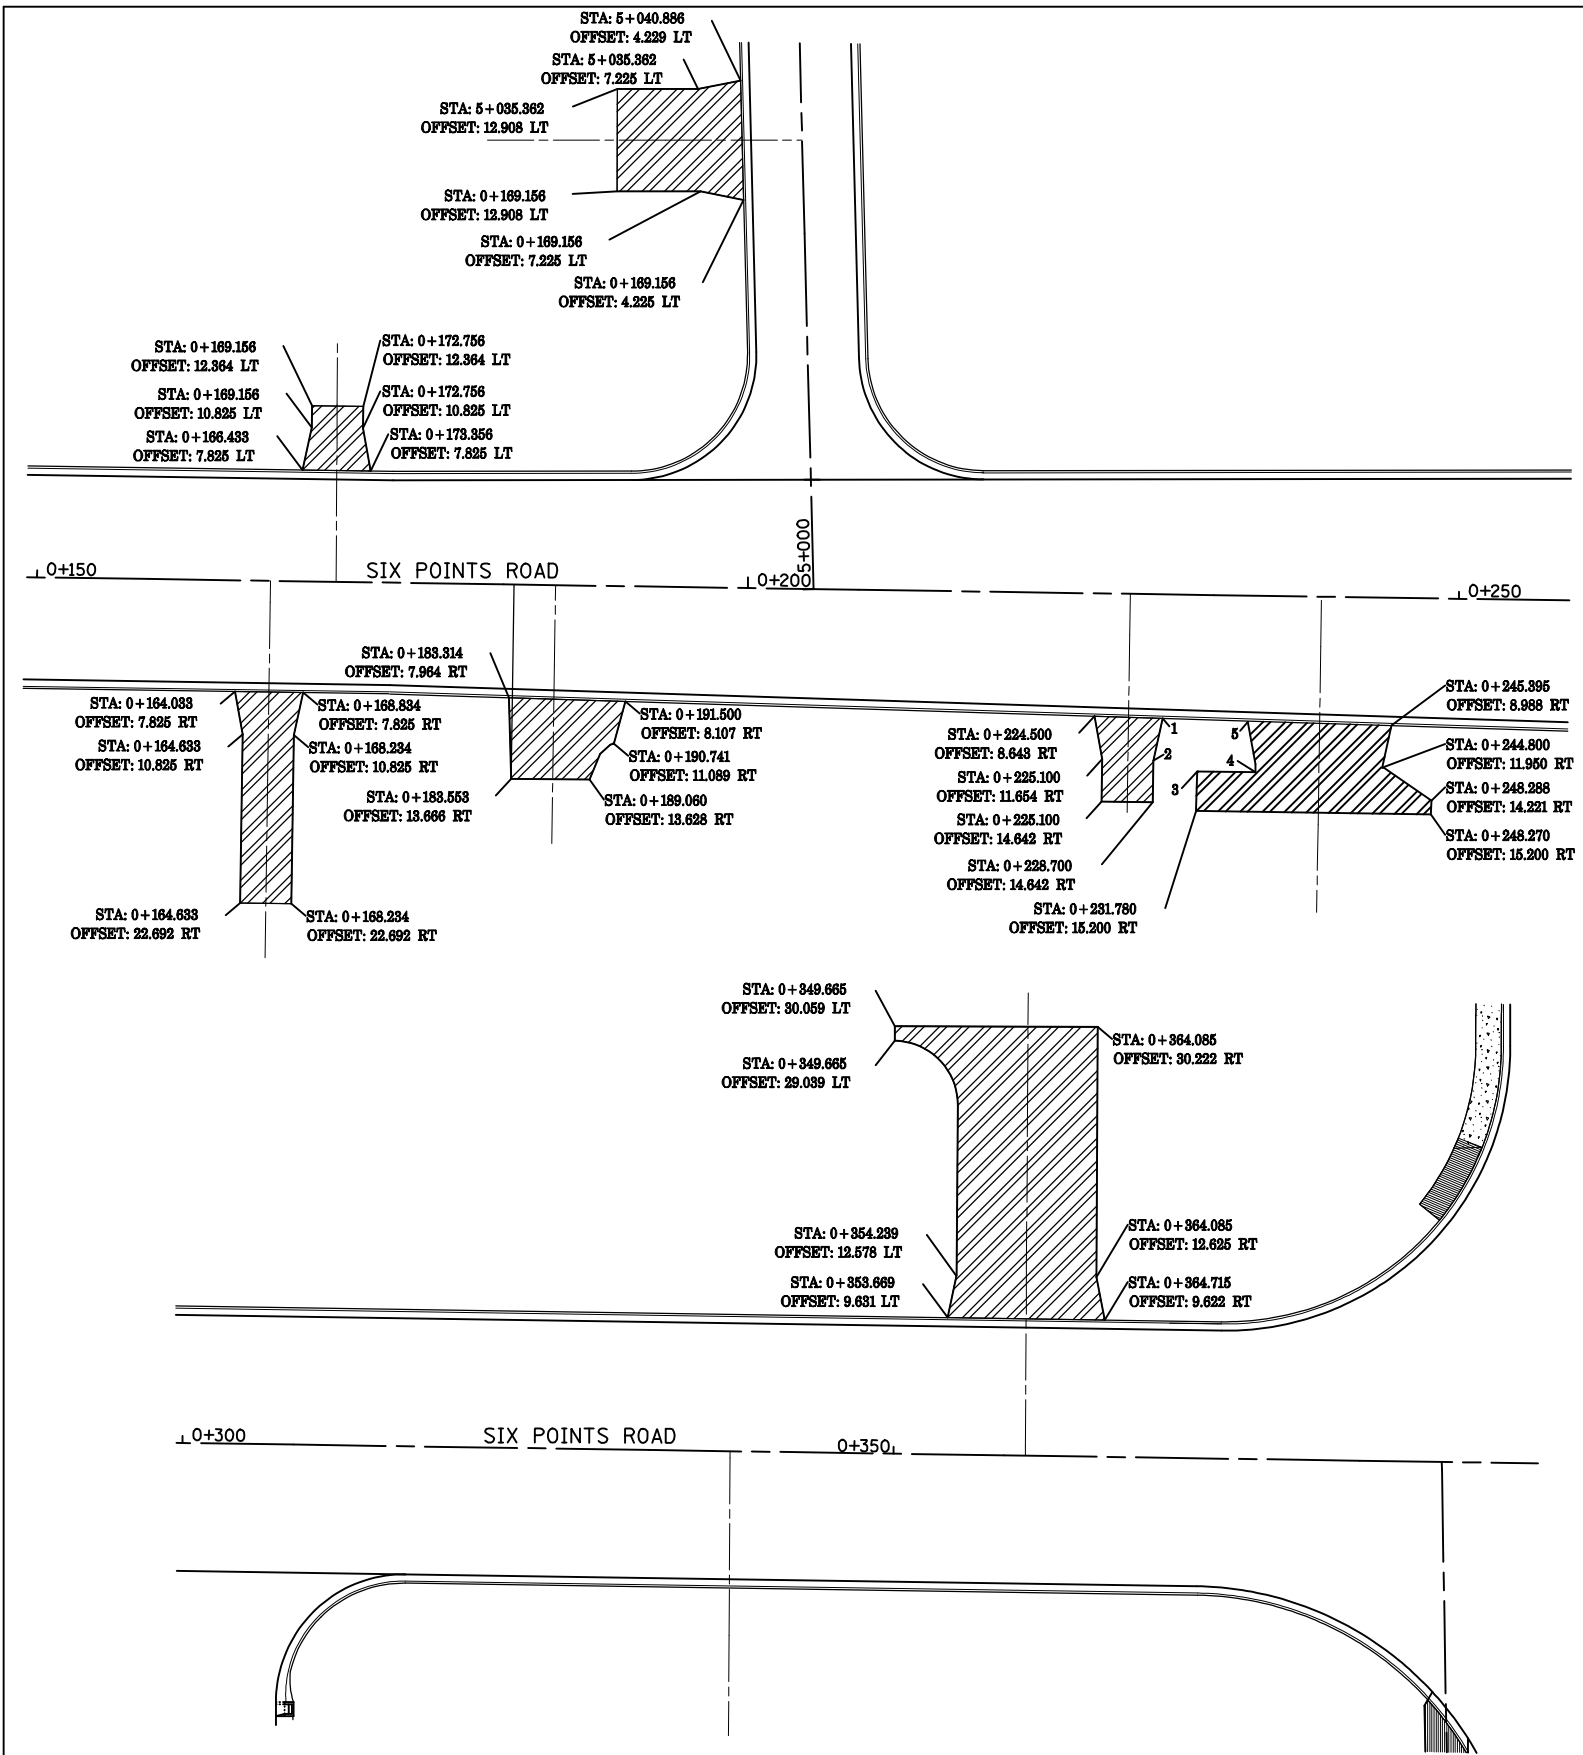 STA: 5+040.886
OFFSET: 4.229 LT
STA: 5+035.362
OFFSET: 7.225 LT
STA: 5+035.362
OFFSET: 12.908 LT
STA: 0+169.156
OFFSET: 12.908 LT
STA: 0+169.156
OFFSET: 7.225 LT
STA: 0+169.156
OFFSET: 4.225 LT
STA: 0+169.156
OFFSET: 12.364 LT
STA: 0+172.756
OFFSET: 12.364 LT
STA: 0+169.156
OFFSET: 10.825 LT
STA: 0+172.756
OFFSET: 10.825 LT
STA: 0+166.433
OFFSET: 7.825 LT
STA: 0+173.356
OFFSET: 7.825 LT
5+000
0+150
SIX POINTS ROAD
0+200
0+250
STA: 0+183.314
OFFSET: 7.964 RT
STA: 0+164.033
OFFSET: 7.825 RT
STA: 0+168.834
OFFSET: 7.825 RT
STA: 0+164.633
OFFSET: 10.825 RT
STA: 0+168.234
OFFSET: 10.825 RT
STA: 0+191.500
OFFSET: 8.107 RT
STA: 0+190.741
OFFSET: 11.089 RT
STA: 0+183.553
OFFSET: 13.666 RT
STA: 0+189.060
OFFSET: 13.628 RT
STA: 0+224.500
OFFSET: 8.643 RT
STA: 0+225.100
OFFSET: 11.654 RT
STA: 0+225.100
OFFSET: 14.642 RT
STA: 0+228.700
OFFSET: 14.642 RT
1
2
3
4
5
STA: 0+245.395
OFFSET: 8.988 RT
STA: 0+244.800
OFFSET: 11.950 RT
STA: 0+248.288
OFFSET: 14.221 RT
STA: 0+248.270
OFFSET: 15.200 RT
STA: 0+231.780
OFFSET: 15.200 RT
STA: 0+164.633
OFFSET: 22.692 RT
STA: 0+168.234
OFFSET: 22.692 RT
STA: 0+349.665
OFFSET: 30.059 LT
STA: 0+364.085
OFFSET: 30.222 RT
STA: 0+349.665
OFFSET: 29.039 LT
STA: 0+354.239
OFFSET: 12.578 LT
STA: 0+364.085
OFFSET: 12.625 RT
STA: 0+353.669
OFFSET: 9.631 LT
STA: 0+364.715
OFFSET: 9.622 RT
0+300
SIX POINTS ROAD
0+350